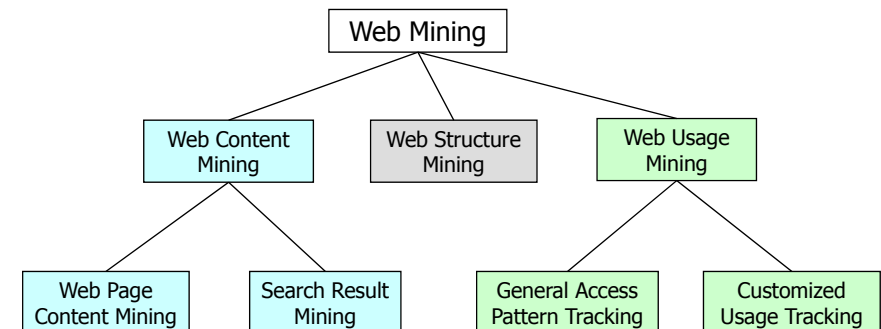 Web Mining
Web Content
Mining
Web Structure
Mining
Web Usage
Mining
Web Page
Content Mining
Search Result
Mining
General Access
Pattern Tracking
Customized
Usage Tracking